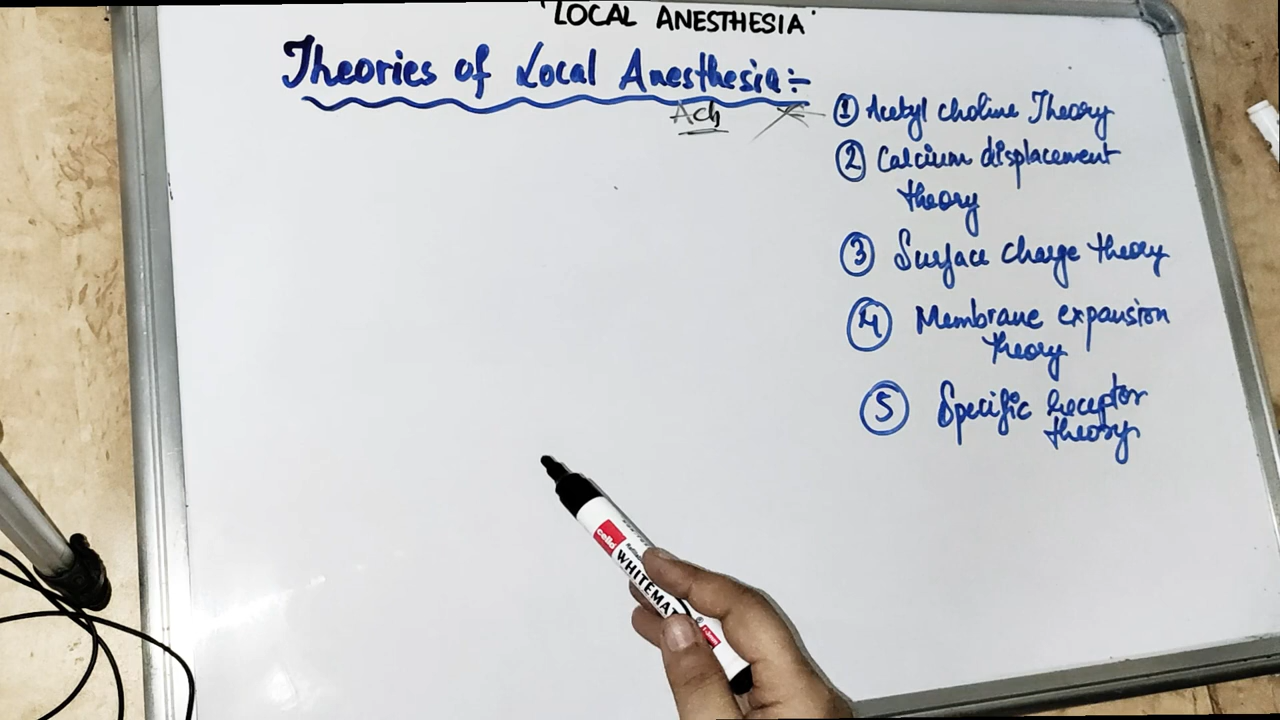 'LOCAL ANESTHESIA'
Theories of Local Anesthesia:-
Ach
① Acetyl choline Theory
② Calcium displacement
theory
③ Surface charge theory
④ Membrane expansion
Theory
⑤ Specific receptor
theory
cello
WHITEMATE